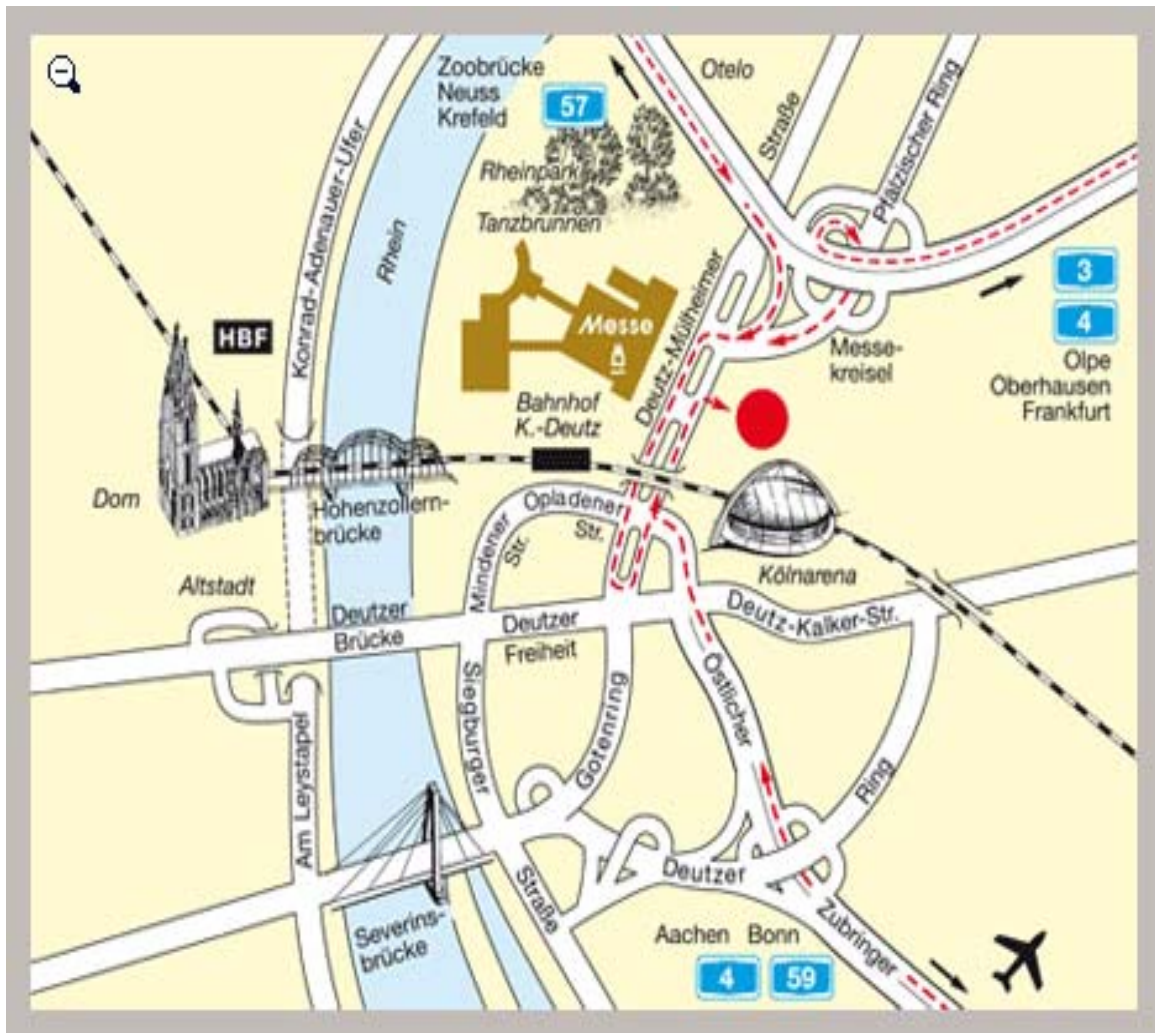 Zoobrücke
Neuss
Krefeld
57
Otelo
Straße
Pfälzischer Ring
Konrad-Adenauer-Ufer
Rhein
Rheinpark
Tanzbrunnen
3
4
Olpe
Oberhausen
Frankfurt
HBF
Messe
Deutz-Mülheimer
Messe-
kreisel
Bahnhof
K.-Deutz
Dom
Hohenzollern-
brücke
Opladener
Str.
Mindener
Str.
Kölnarena
Altstadt
Deutzer
Brücke
Deutzer
Freiheit
Deutz-Kalker-Str.
Siegburger
Gotenring
Östlicher
Am Leystapel
Ring
Deutzer
Straße
Zubringer
Severins-
brücke
Aachen Bonn
4 59